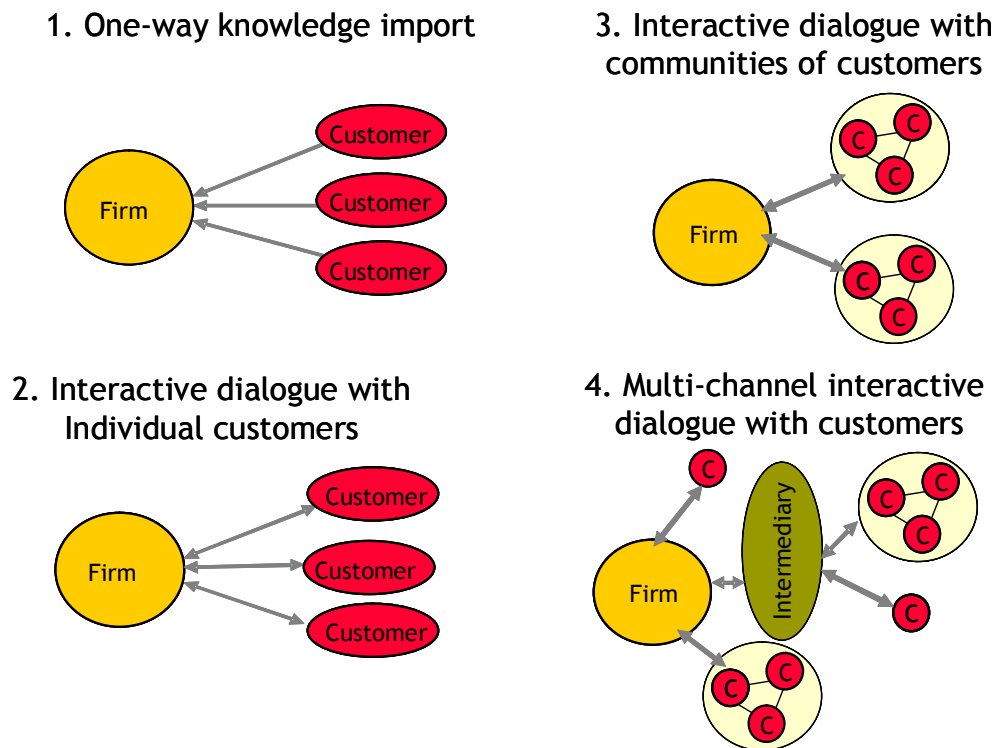 1. One-way knowledge import
Customer
Firm
Customer
Customer
2. Interactive dialogue with
Individual customers
Customer
Firm
Customer
Customer
3. Interactive dialogue with
communities of customers
C
C
C
Firm
C
C
C
4. Multi-channel interactive
dialogue with customers
C
Intermediary
C
C
C
Firm
C
C
C
C